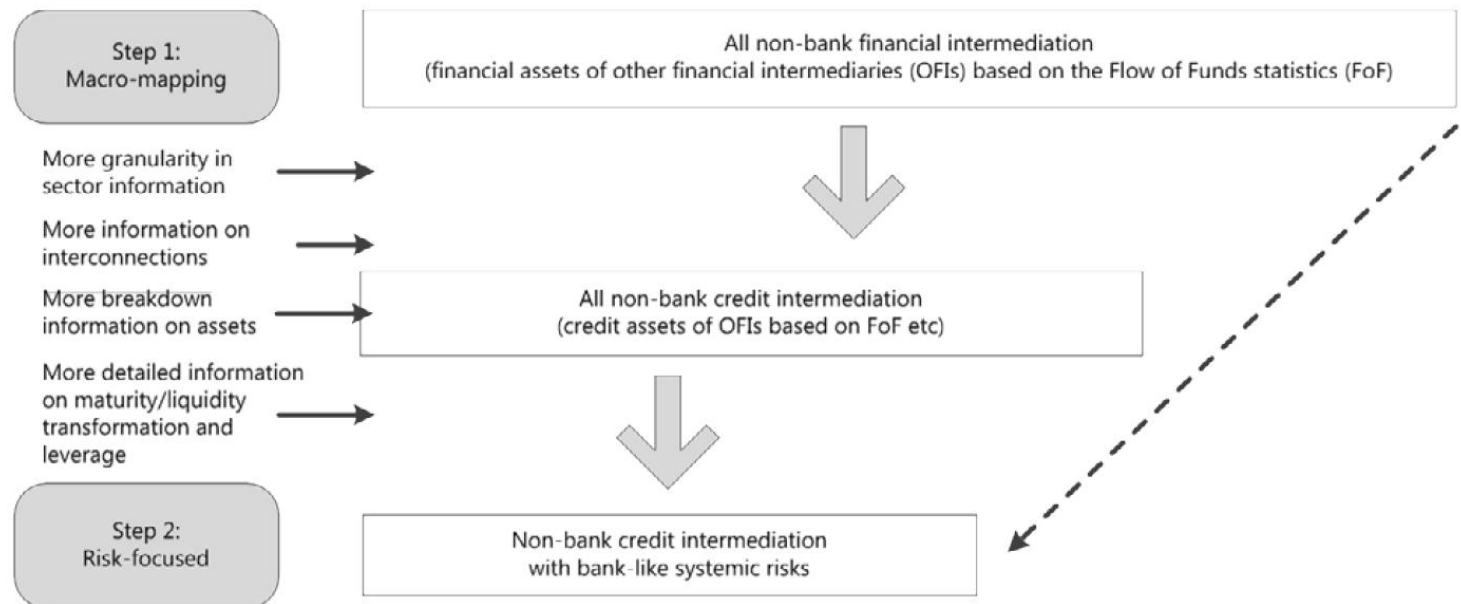 Step 1:
Macro-mapping
All non-bank financial intermediation
(financial assets of other financial intermediaries (OFIs) based on the Flow of Funds statistics (FoF)
More granularity in
sector information
More information on
interconnections
More breakdown
information on assets
All non-bank credit intermediation
(credit assets of OFIs based on FoF etc)
More detailed information
on maturity/liquidity
transformation and
leverage
Step 2:
Risk-focused
Non-bank credit intermediation
with bank-like systemic risks